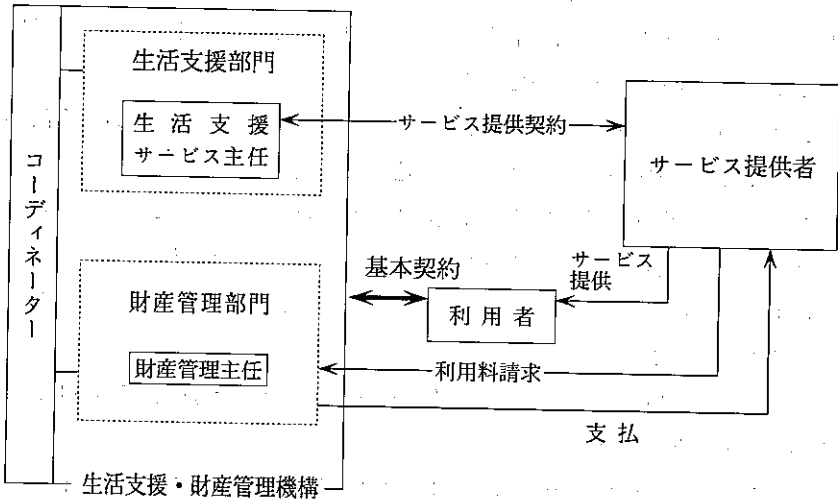 コーディネーター
生活支援部門
生活支援
サービス主任
サービス提供契約
サービス提供者
基本契約
サービス
提供
利用者
財産管理部門
財産管理主任
利用料請求
支払
生活支援・財産管理機構